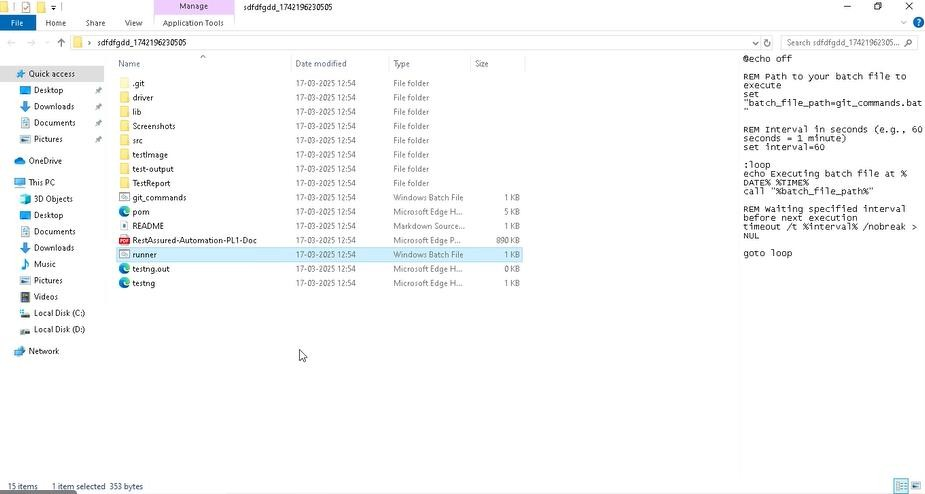 Manage
sdfdfgdd_1742196230505
File
Home
Share
View
Application Tools
sdfdfgdd_1742196230505
Search sdfdfgdd_17421962305...
Name
Date modified
Type
Size
Quick access
Desktop
Downloads
Documents
Pictures
OneDrive
This PC
3D Objects
Desktop
Documents
Downloads
Music
Pictures
Videos
Local Disk (C:)
Local Disk (D:)
Network
.git 17-03-2025 12:54 File folder
driver 17-03-2025 12:54 File folder
lib 17-03-2025 12:54 File folder
Screenshots 17-03-2025 12:54 File folder
src 17-03-2025 12:54 File folder
testImage 17-03-2025 12:54 File folder
test-output 17-03-2025 12:54 File folder
TestReport 17-03-2025 12:54 File folder
git_commands 17-03-2025 12:54 Windows Batch File 1 KB
pom 17-03-2025 12:54 Microsoft Edge H... 5 KB
README 17-03-2025 12:54 Markdown Source... 1 KB
RestAssured-Automation-PL1-Doc 17-03-2025 12:54 Microsoft Edge P... 890 KB
runner 17-03-2025 12:54 Windows Batch File 1 KB
testng.out 17-03-2025 12:54 Microsoft Edge H... 0 KB
testng 17-03-2025 12:54 Microsoft Edge H... 1 KB
@echo off
REM Path to your batch file to
execute
set
"batch_file_path=git_commands.bat
"
REM Interval in seconds (e.g., 60
seconds = 1 minute)
set interval=60
:loop
echo Executing batch file at %
DATE% %TIME%
call "%batch_file_path%"
REM Waiting specified interval
before next execution
timeout /t %interval% /nobreak >
NUL
goto loop
15 items 1 item selected 353 bytes